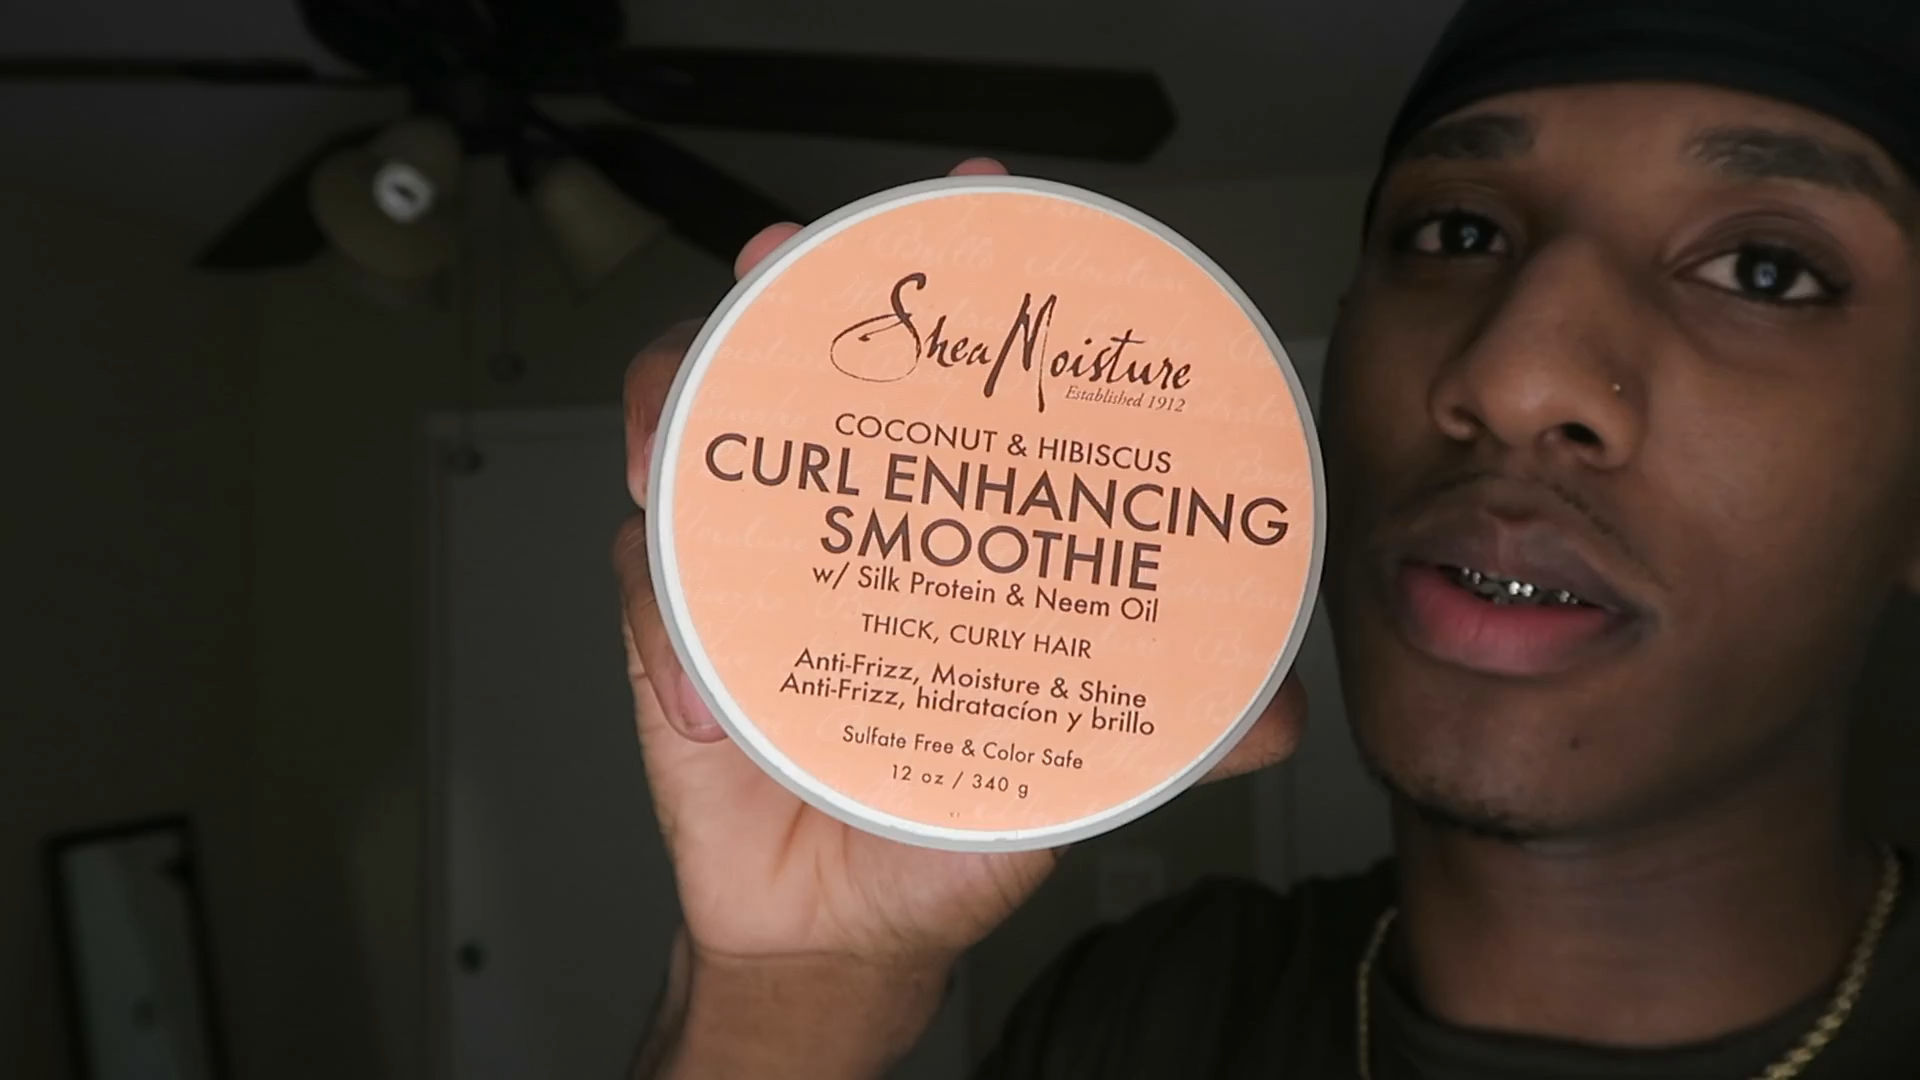 SheaMoisture
Established 1912
COCONUT & HIBISCUS
CURL ENHANCING
SMOOTHIE
w/ Silk Protein & Neem Oil
THICK, CURLY HAIR
Anti-Frizz, Moisture & Shine
Anti-Frizz, hidratacíon y brillo
Sulfate Free & Color Safe
12 oz / 340 g